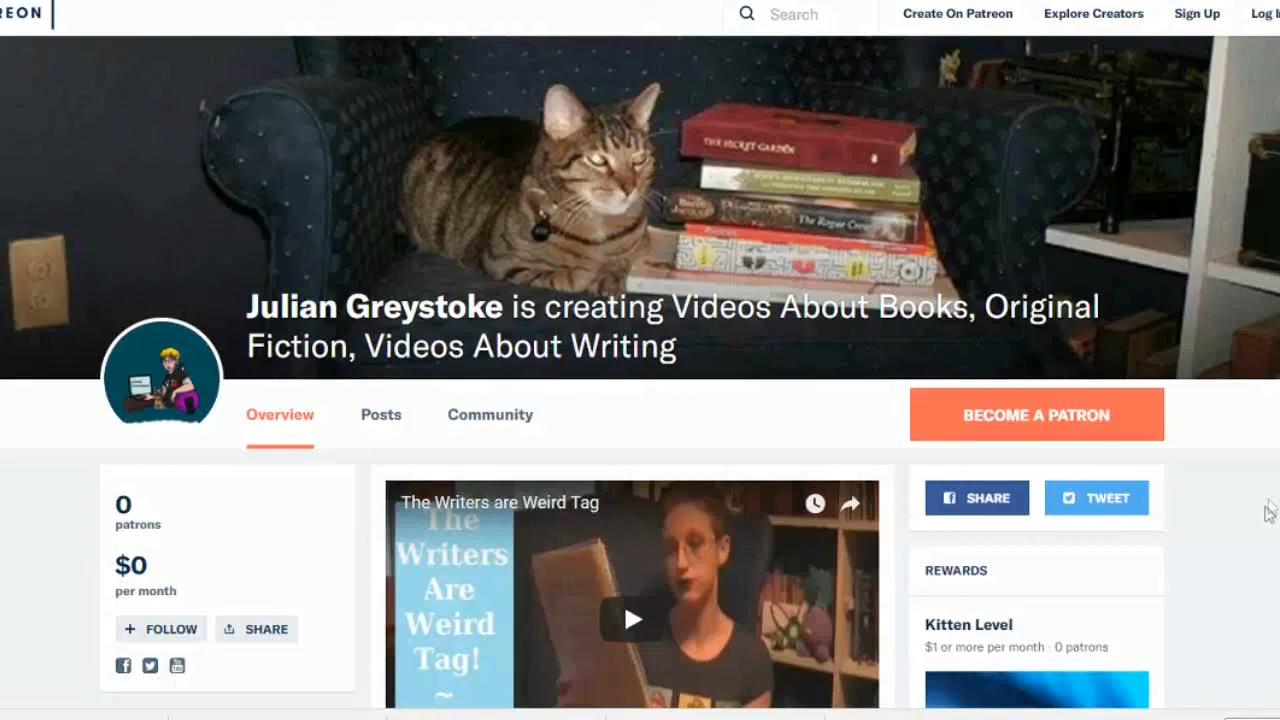 REON
Search
Create On Patreon
Explore Creators
Sign Up
Log
THE SECRET GARDEN
The Rogue
Julian Greystoke is creating Videos About Books, Original
Fiction, Videos About Writing
Overview
Posts
Community
BECOME A PATRON
0
patrons
$0
per month
+ FOLLOW
SHARE
The Writers are Weird Tag
The
Writers
Are
Weird
Tag!
~
SHARE
TWEET
REWARDS
Kitten Level
$1 or more per month · 0 patrons